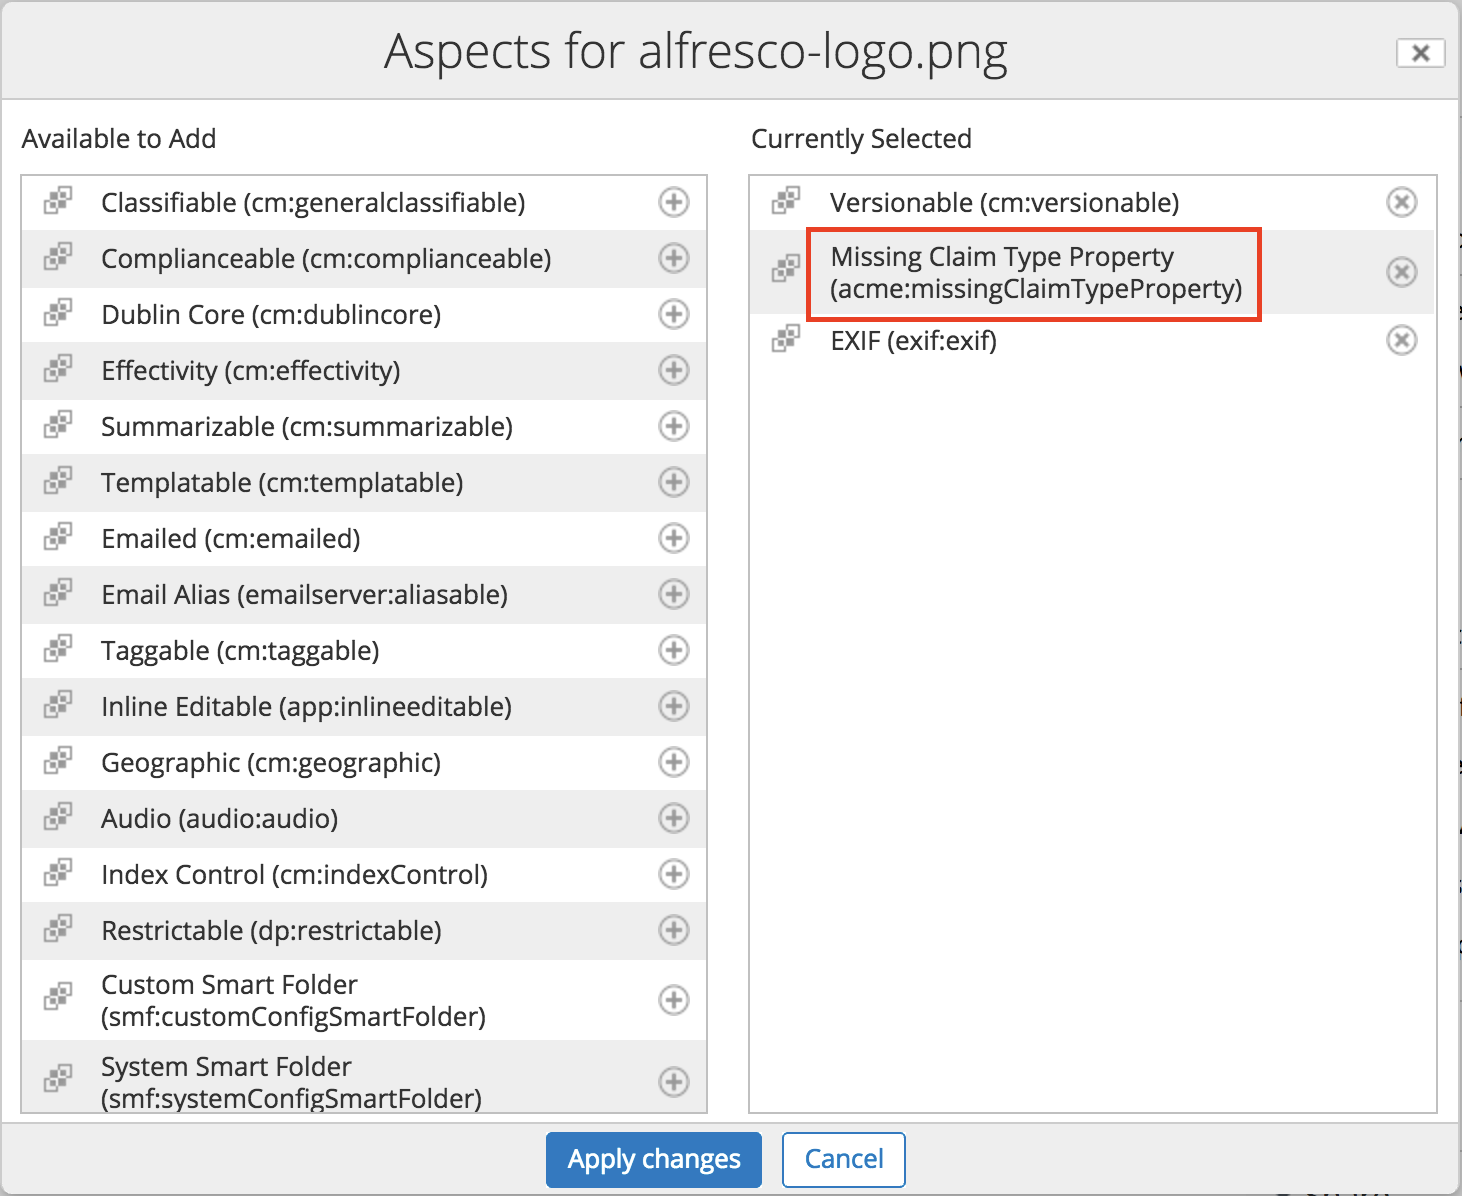 Aspects for alfresco-logo.png
Available to Add
Classifiable (cm:generalclassifiable)
Complianceable (cm:complianceable)
Dublin Core (cm:dublincore)
Effectivity (cm:effectivity)
Summarizable (cm:summarizable)
Templatable (cm:templatable)
Emailed (cm:emailed)
Email Alias (emailserver:aliasable)
Taggable (cm:taggable)
Inline Editable (app:inlineeditable)
Geographic (cm:geographic)
Audio (audio:audio)
Index Control (cm:indexControl)
Restrictable (dp:restrictable)
Custom Smart Folder
(smf:customConfigSmartFolder)
System Smart Folder
(smf:systemConfigSmartFolder)
Currently Selected
Versionable (cm:versionable)
Missing Claim Type Property
(acme:missingClaimTypeProperty)
EXIF (exif:exif)
Apply changes
Cancel